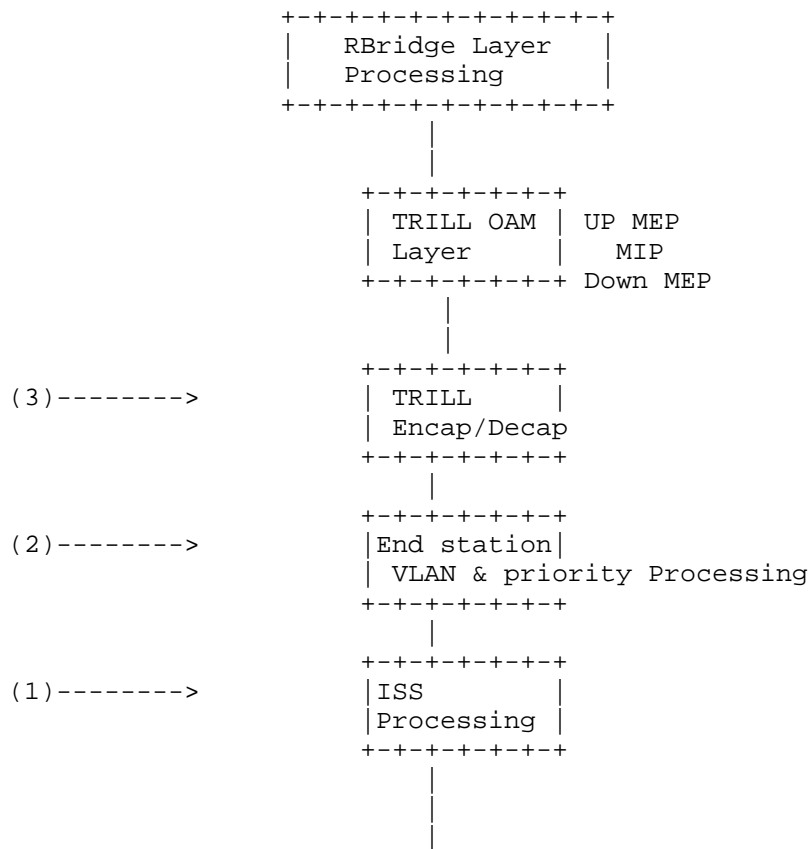 +-+-+-+-+-+-+-+-+-+-+
|   RBridge Layer   |
|   Processing      |
+-+-+-+-+-+-+-+-+-+-+
|
|
+-+-+-+-+-+-+
| TRILL OAM | UP MEP
| Layer     |   MIP
+-+-+-+-+-+-+ Down MEP
|
|
+-+-+-+-+-+-+
(3)--------> | TRILL     |
| Encap/Decap
+-+-+-+-+-+-+
|
+-+-+-+-+-+-+
(2)--------> |End station|
| VLAN & priority Processing
+-+-+-+-+-+-+
|
+-+-+-+-+-+-+
(1)--------> |ISS        |
|Processing |
+-+-+-+-+-+-+
|
|
|